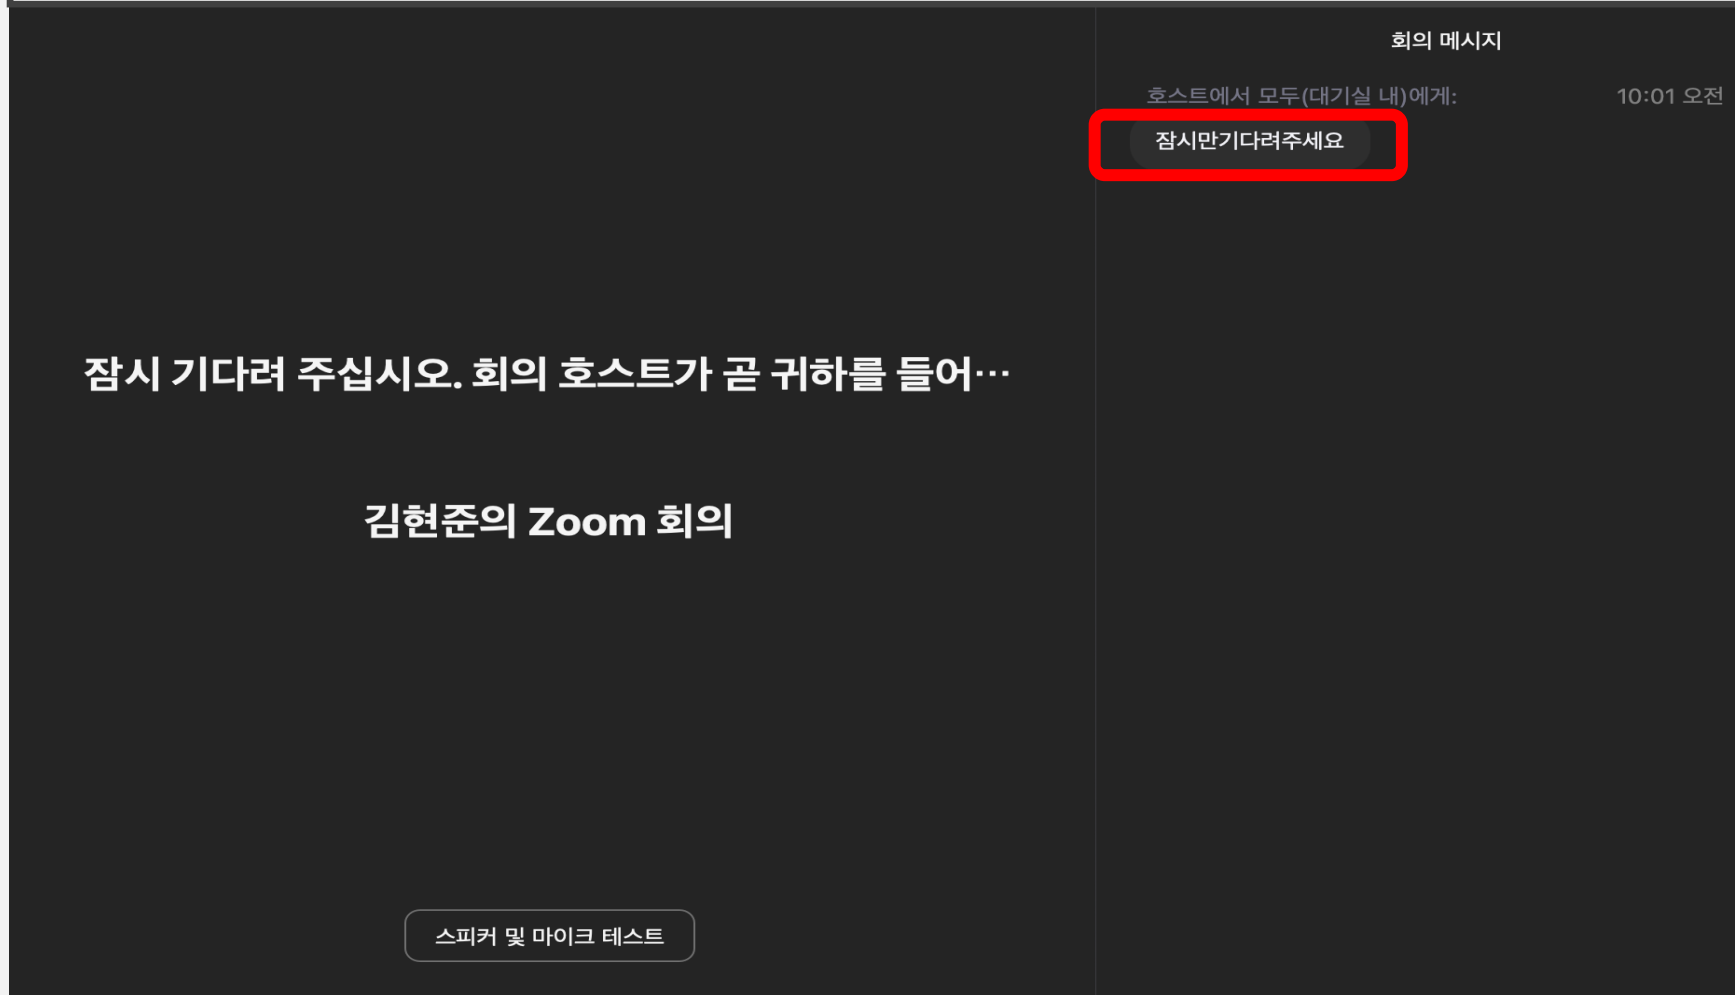 회의 메시지
호스트에서 모두(대기실 내)에게: 10:01 오전
잠시만기다려주세요
잠시 기다려 주십시오. 회의 호스트가 곧 귀하를 들어…
김현준의 Zoom 회의
스피커 및 마이크 테스트